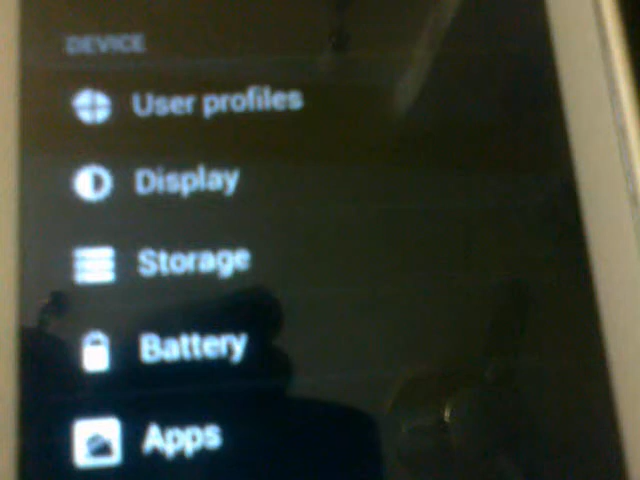 DEVICE
User profiles
Display
Storage
Battery
Apps